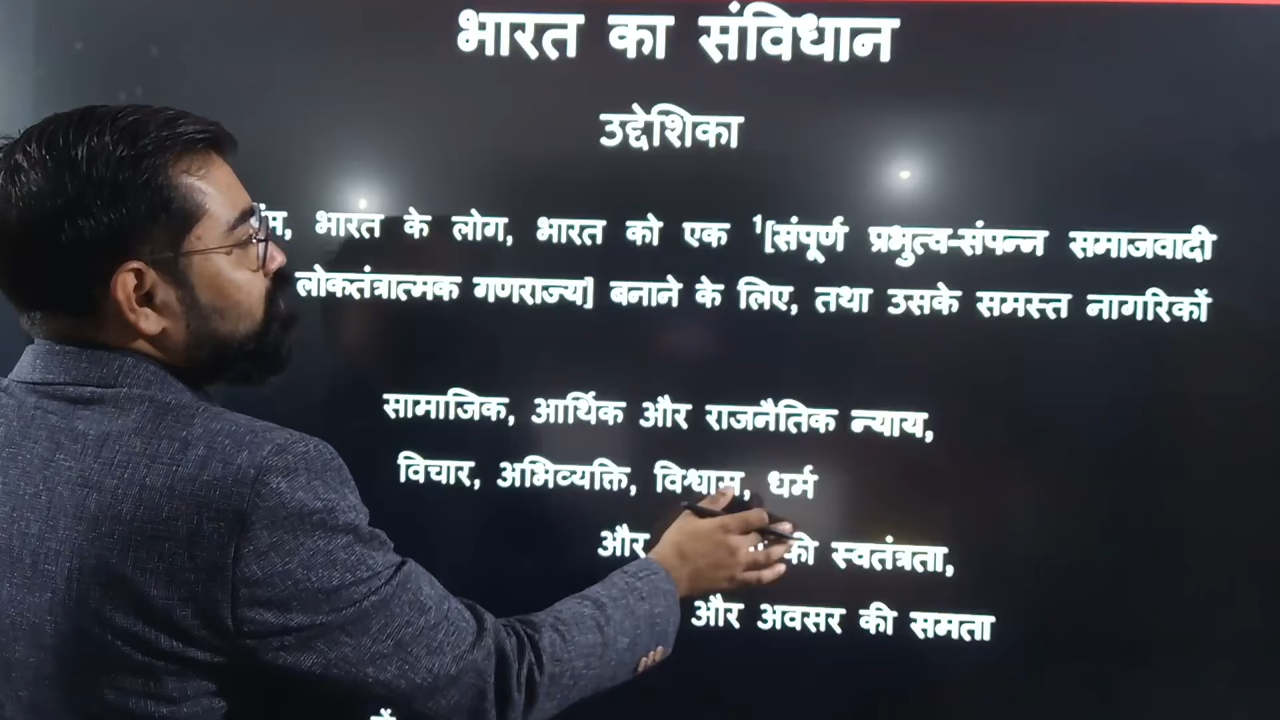 भारत का संविधान
उद्देशिका
भारत के लोग, भारत को एक ¹[संपूर्ण प्रभुत्व-संपन्न समाजवादी
लोकतंत्रात्मक गणराज्य] बनाने के लिए, तथा उसके समस्त नागरिकों
सामाजिक, आर्थिक और राजनैतिक न्याय,
विचार, अभिव्यक्ति, विश्वास, धर्म
और की स्वतंत्रता,
और अवसर की समता